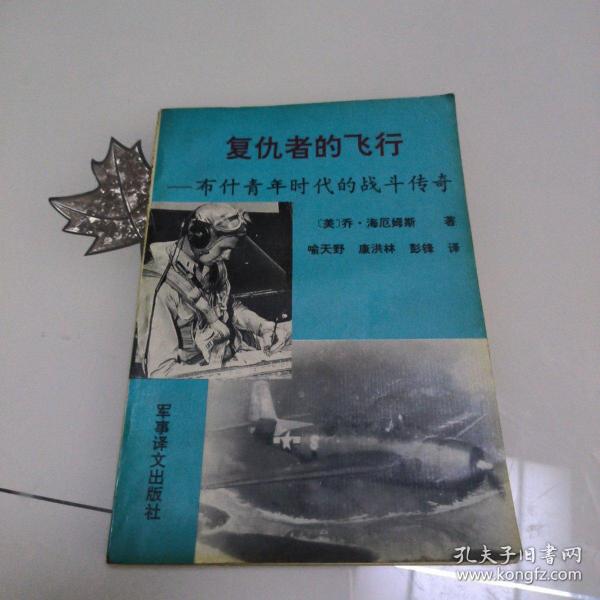 复仇者的飞行
—布什青年时代的战斗传奇
〔美〕乔·海厄姆斯 著
喻天野 康洪林 彭锋 译
军事译文出版社
孔夫子旧书网
www.kongfz.com